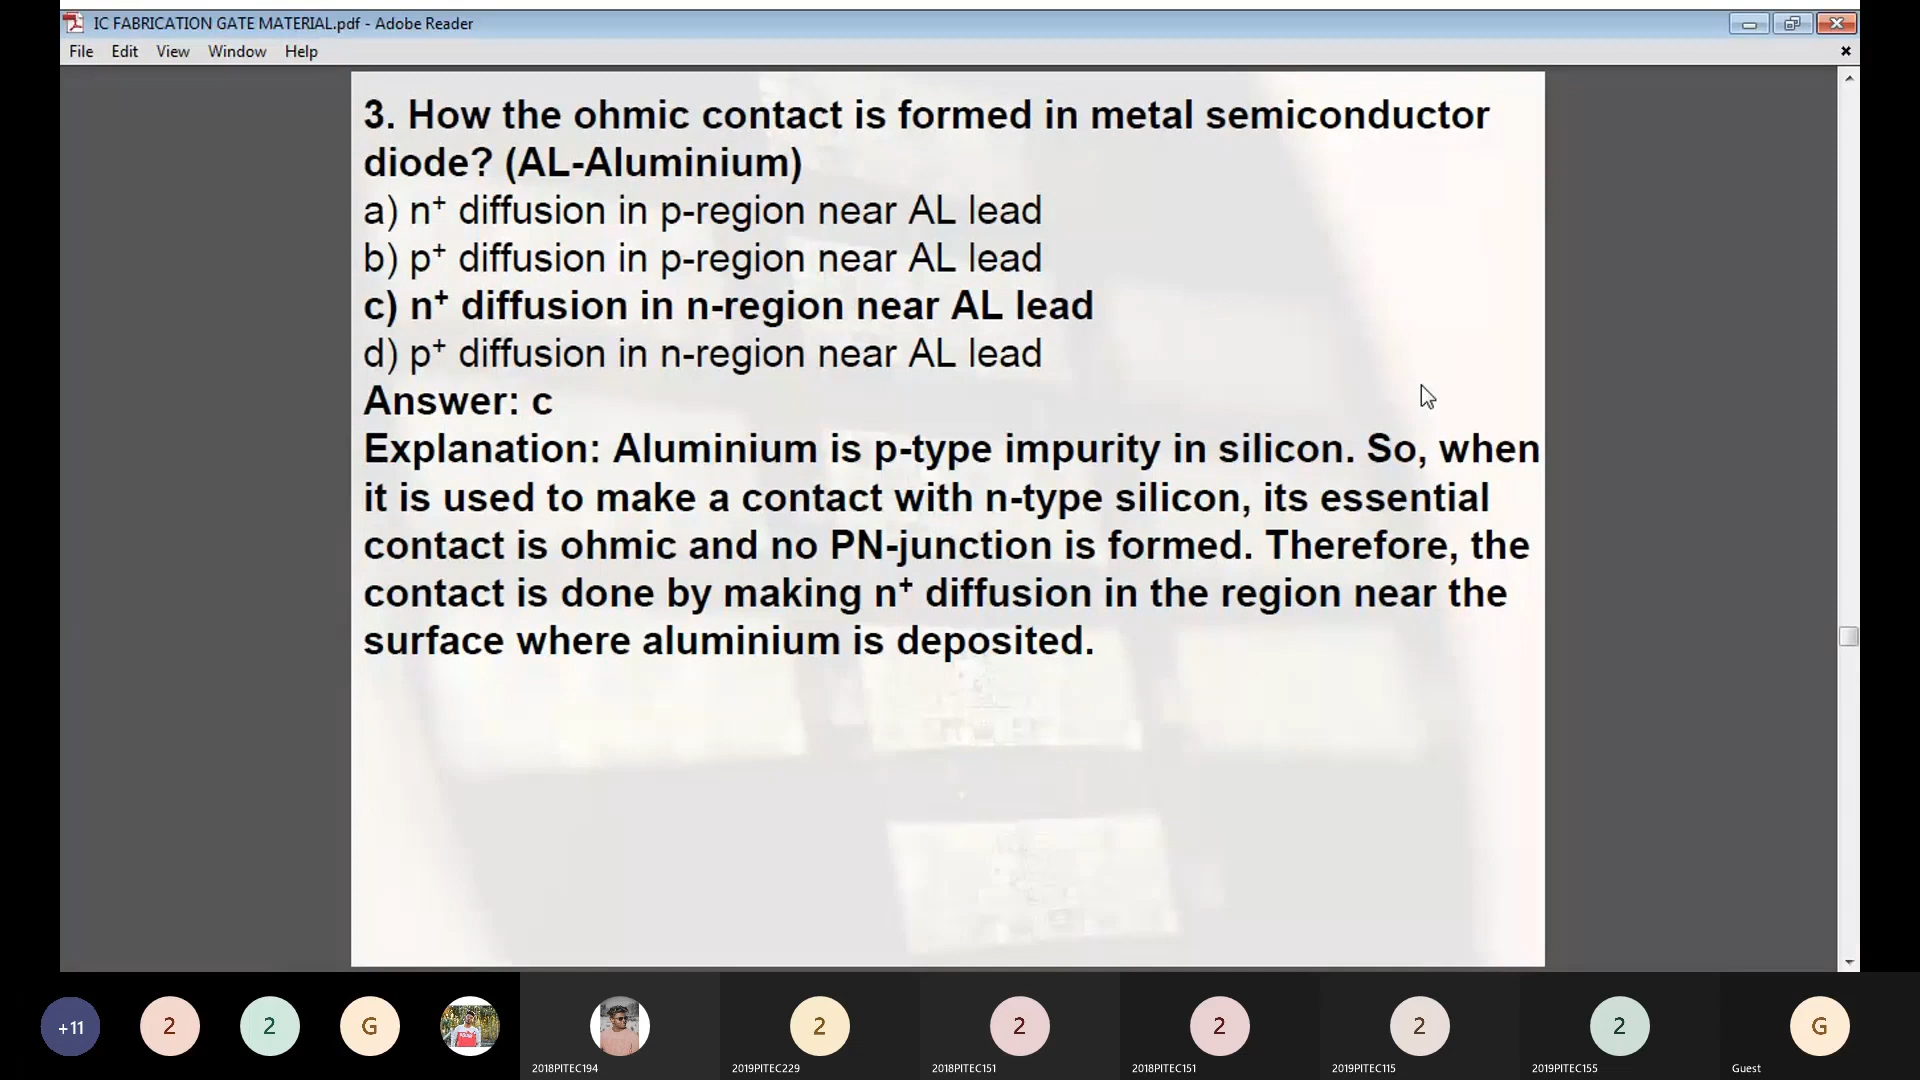 IC FABRICATION GATE MATERIAL.pdf - Adobe Reader
File Edit View Window Help
3. How the ohmic contact is formed in metal semiconductor
diode? (AL-Aluminium)
a) n⁺ diffusion in p-region near AL lead
b) p⁺ diffusion in p-region near AL lead
c) n⁺ diffusion in n-region near AL lead
d) p⁺ diffusion in n-region near AL lead
Answer: c
Explanation: Aluminium is p-type impurity in silicon. So, when
it is used to make a contact with n-type silicon, its essential
contact is ohmic and no PN-junction is formed. Therefore, the
contact is done by making n⁺ diffusion in the region near the
surface where aluminium is deposited.
+11 2 2 G 2 2 2 2 2 G
2018PITEC194 2019PITEC229 2018PITEC151 2018PITEC151 2019PITEC115 2019PITEC155 Guest